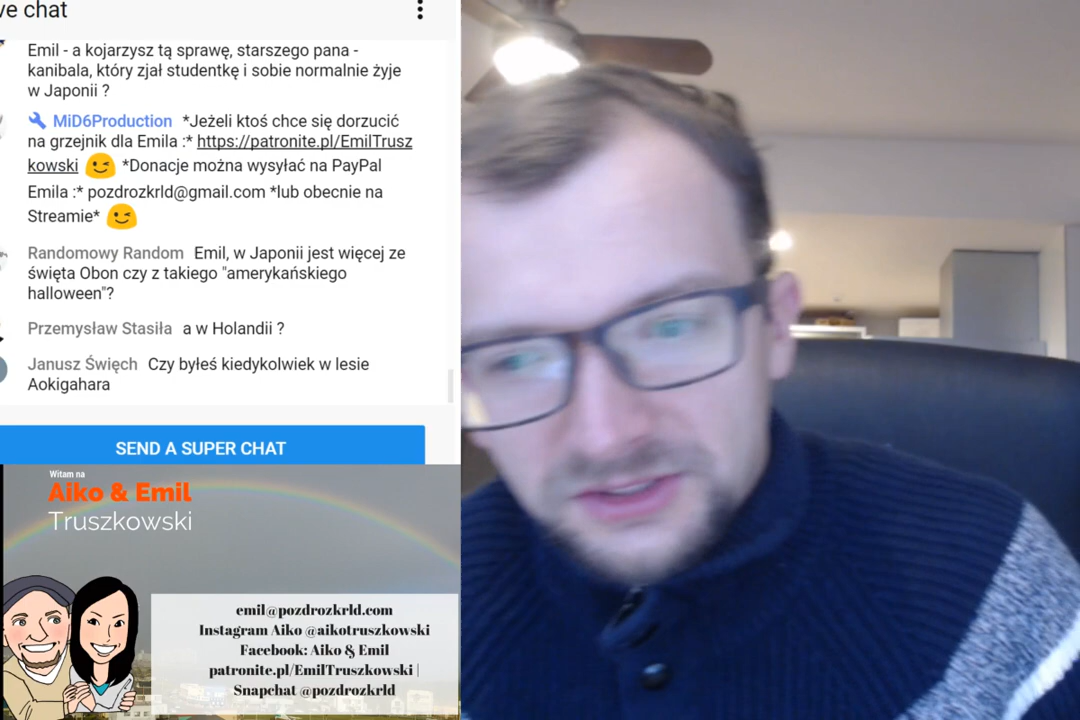 ve chat
Emil - a kojarzysz tą sprawę, starszego pana -
kanibala, który zjał studentkę i sobie normalnie żyje
w Japonii ?
MiD6Production *Jeżeli ktoś chce się dorzucić
na grzejnik dla Emila :* https://patronite.pl/EmilTrusz
kowski *Donacje można wysyłać na PayPal
Emila :* pozdrozkrld@gmail.com *lub obecnie na
Streamie*
Randomowy Random Emil, w Japonii jest więcej ze
święta Obon czy z takiego "amerykańskiego
halloween"?
Przemysław Stasiła a w Holandii ?
Janusz Święch Czy byłeś kiedykolwiek w lesie
Aokigahara
SEND A SUPER CHAT
Witam na
Aiko & Emil
Truszkowski
emil@pozdrozkrld.com
Instagram Aiko @aikotruszkowski
Facebook: Aiko & Emil
patronite.pl/EmilTruszkowski |
Snapchat @pozdrozkrld